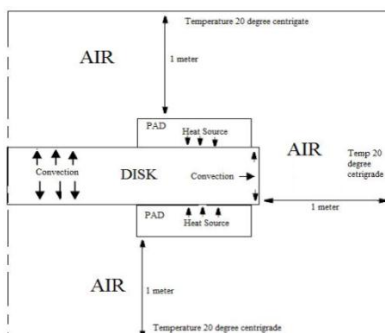 Temperature 20 degree centrigate
AIR
1 meter
PAD
Heat Source
AIR
Temp 20
degree
cetrigrade
Convection
DISK
Convection
1 meter
PAD
Heat Source
AIR
1 meter
Temperature 20 degree centrigrade